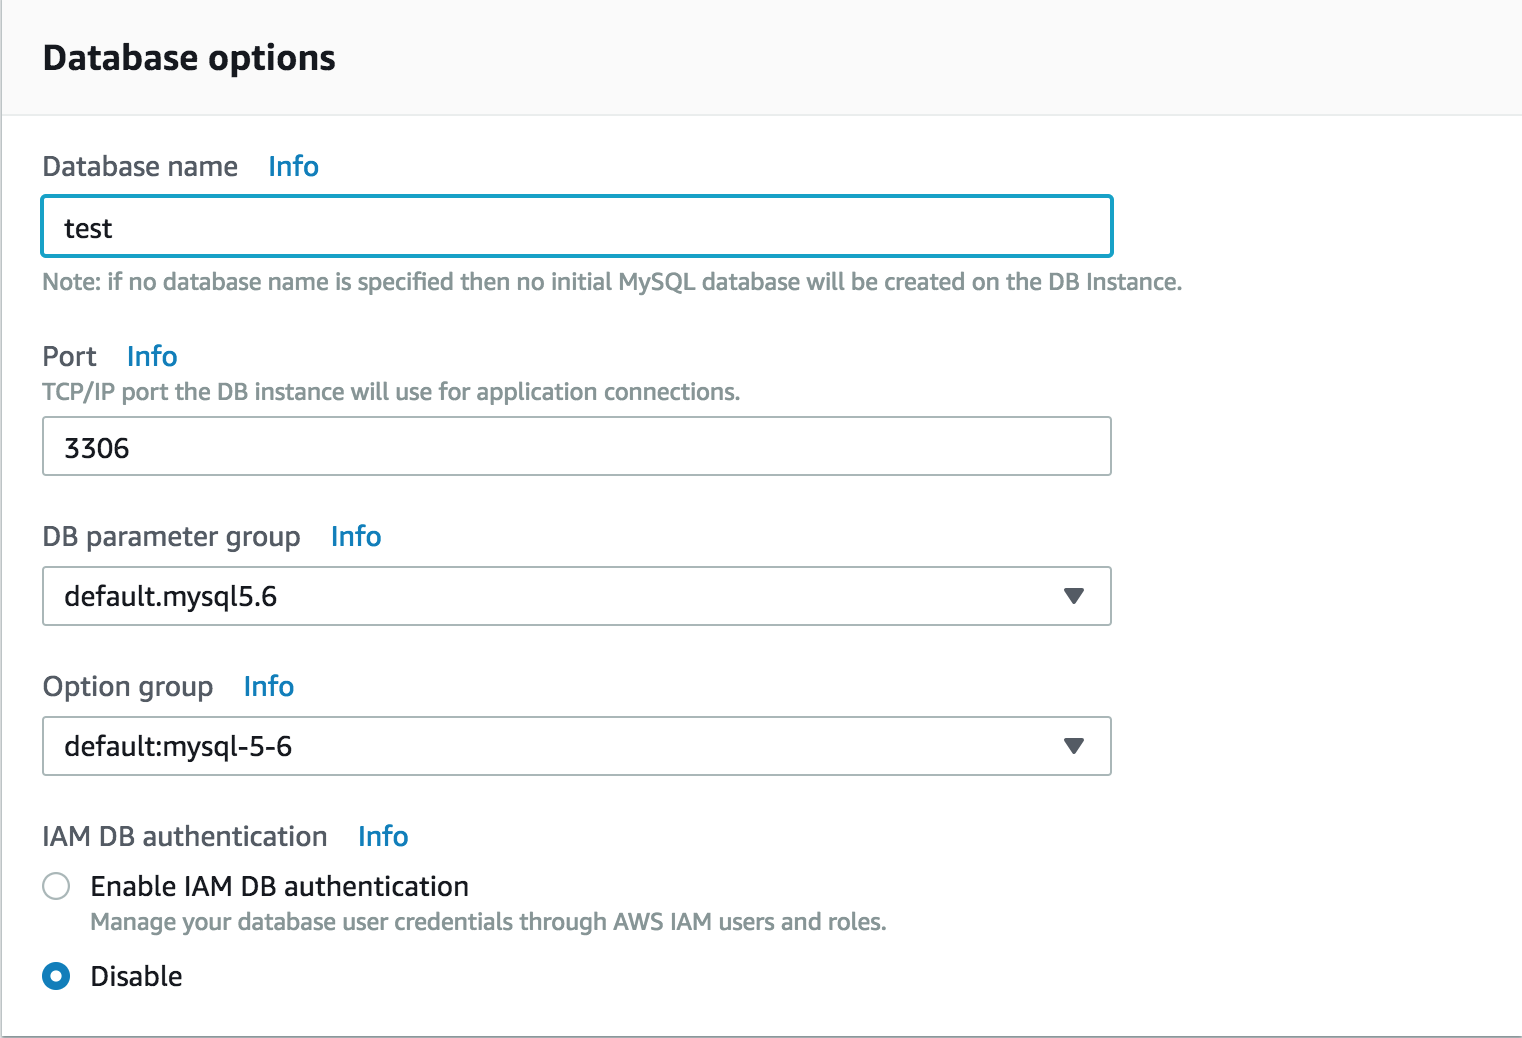 Database options
Database name Info
test
Note: if no database name is specified then no initial MySQL database will be created on the DB Instance.
Port Info
TCP/IP port the DB instance will use for application connections.
3306
DB parameter group Info
default.mysql5.6
Option group Info
default:mysql-5-6
IAM DB authentication Info
Enable IAM DB authentication
Manage your database user credentials through AWS IAM users and roles.
Disable